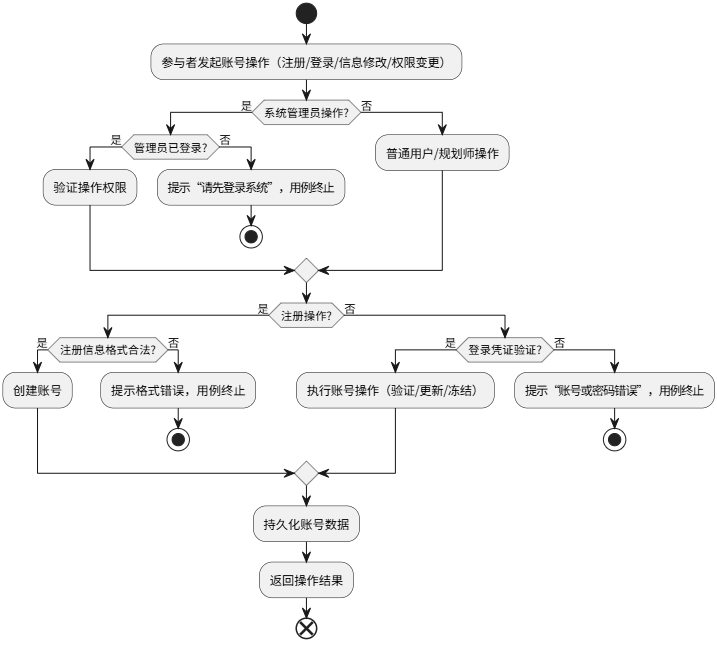 参与者发起账号操作（注册/登录/信息修改/权限变更）
是
系统管理员操作?
否
是
管理员已登录?
否
普通用户/规划师操作
验证操作权限
提示“请先登录系统”，用例终止
是
注册操作?
否
是
注册信息格式合法?
否
是
登录凭证验证?
否
创建账号
提示格式错误，用例终止
执行账号操作（验证/更新/冻结）
提示“账号或密码错误”，用例终止
持久化账号数据
返回操作结果